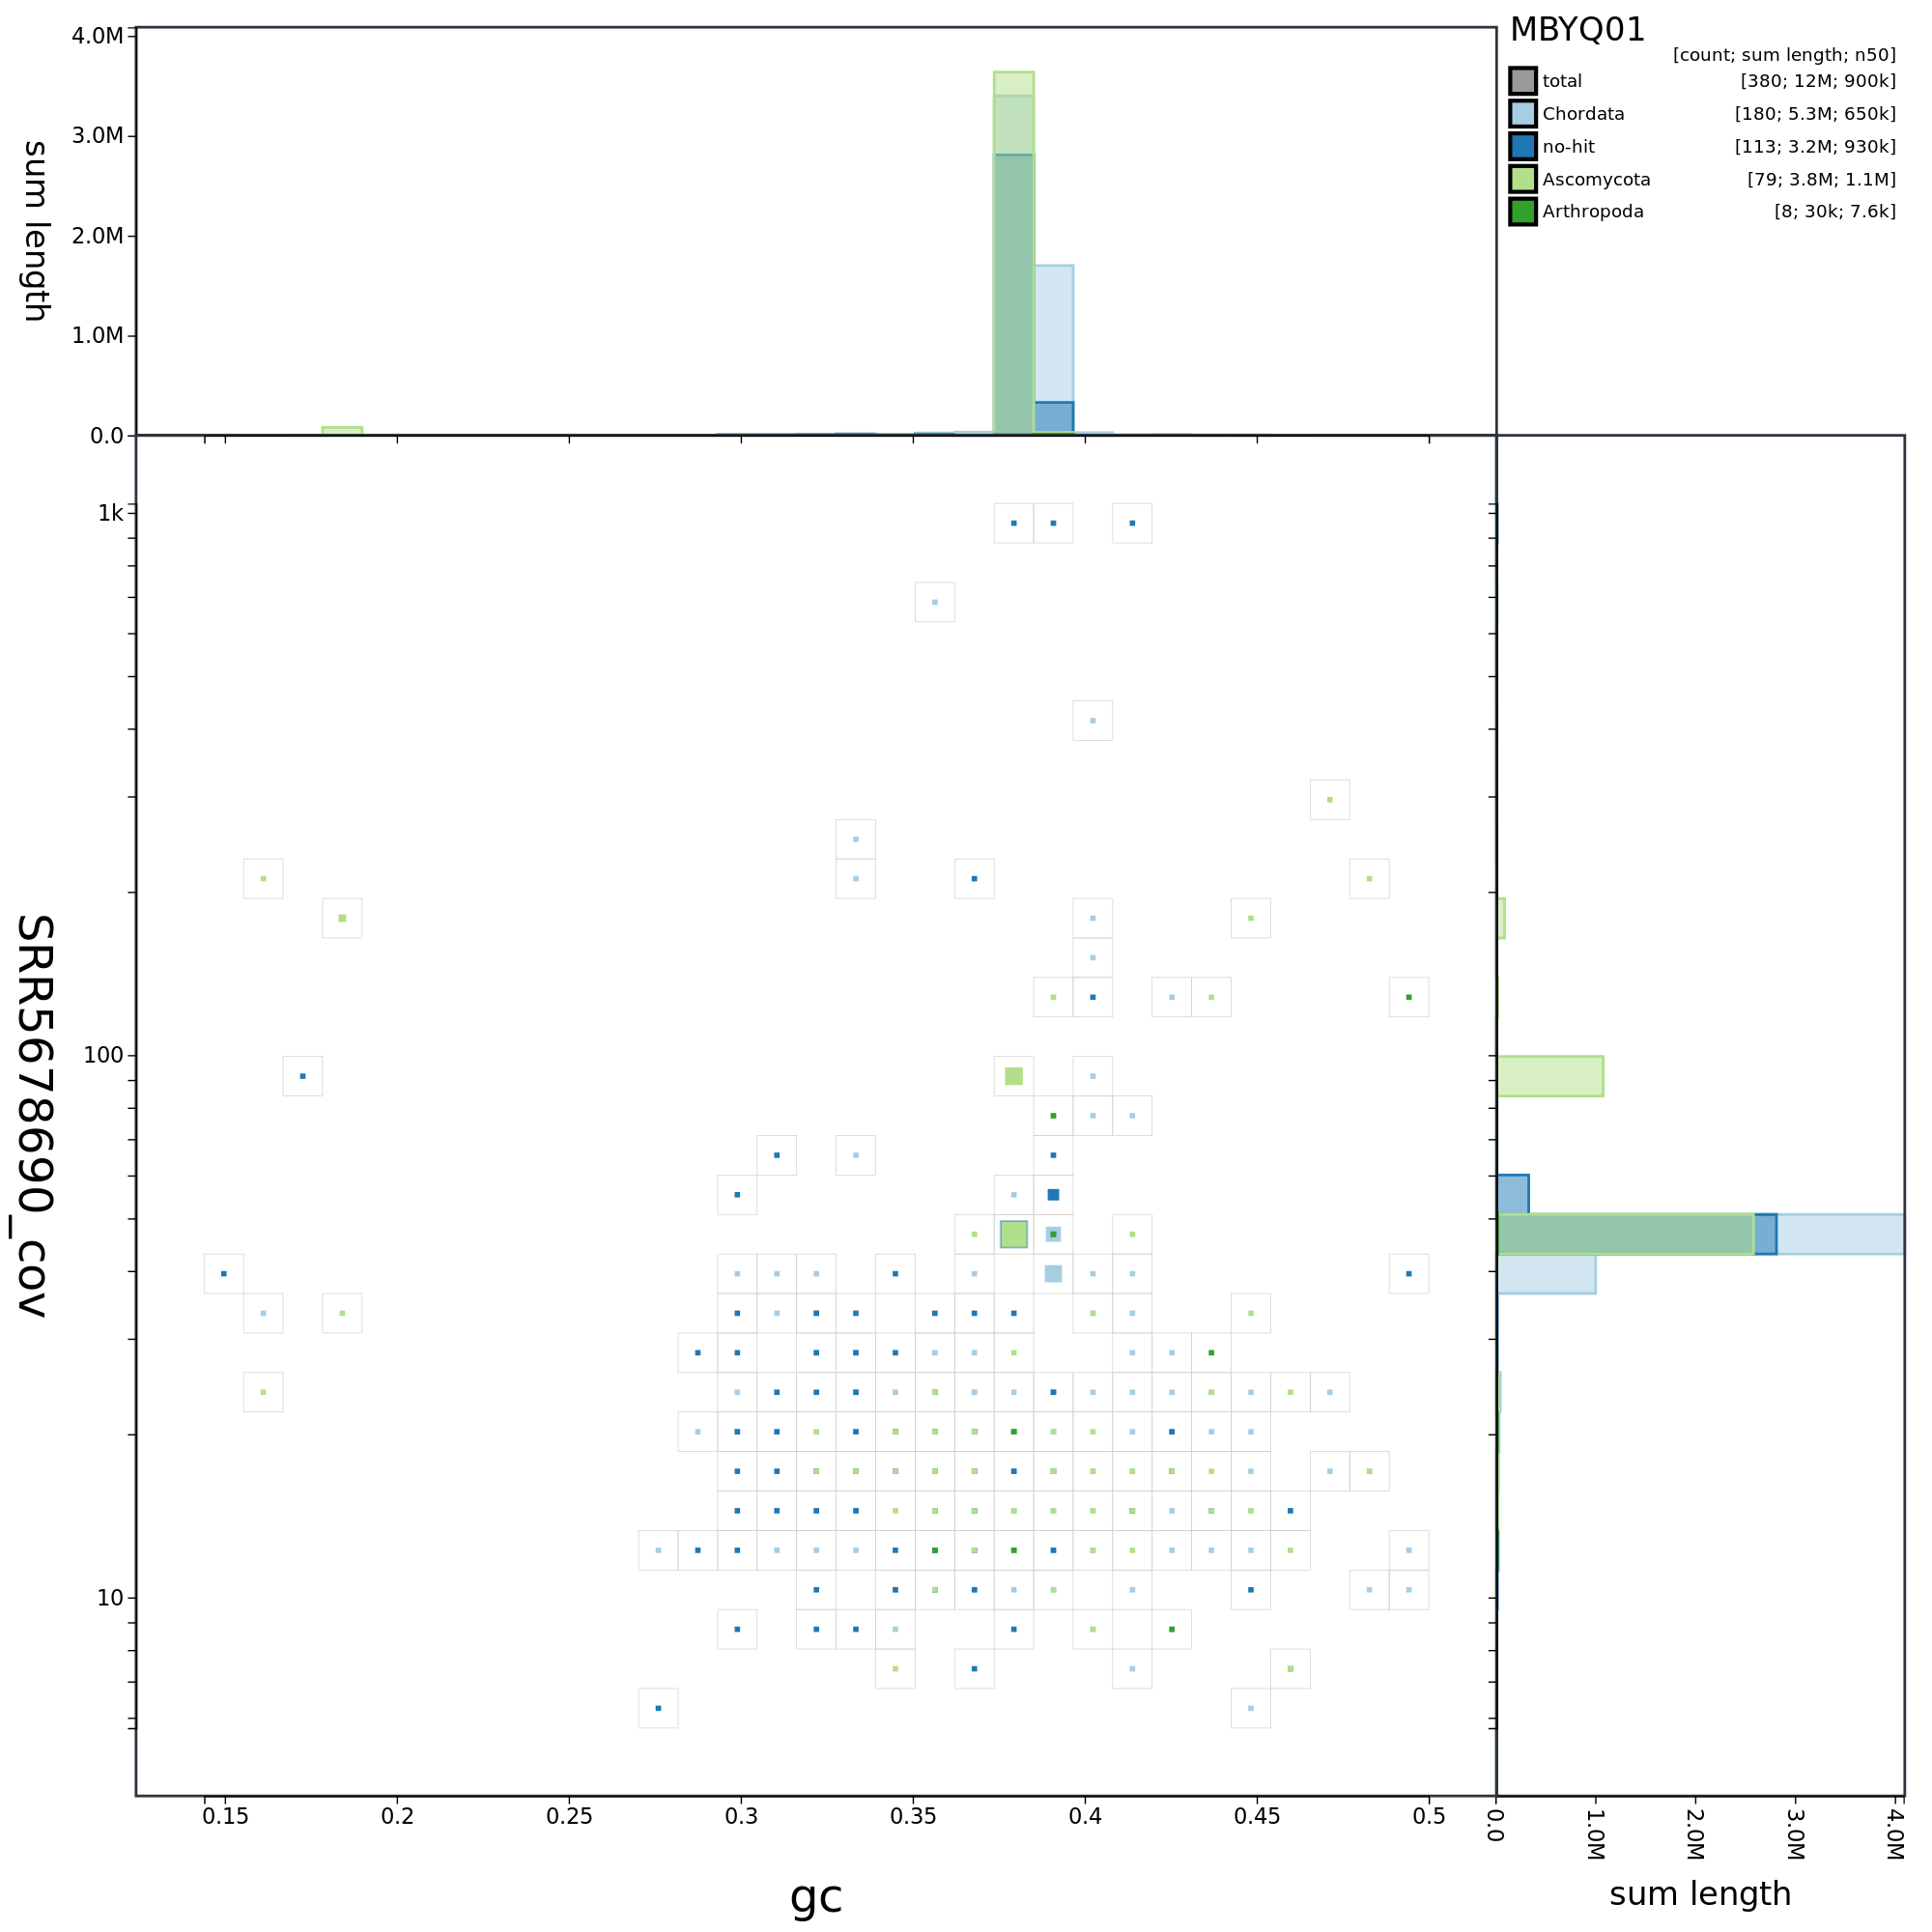 MBYQ01
[count; sum length; n50]
total [380; 12M; 900k]
Chordata [180; 5.3M; 650k]
no-hit [113; 3.2M; 930k]
Ascomycota [79; 3.8M; 1.1M]
Arthropoda [8; 30k; 7.6k]
sum length
4.0M
3.0M
2.0M
1.0M
0.0
SRR5678690_cov
1k
100
10
0.15 0.2 0.25 0.3 0.35 0.4 0.45 0.5
gc
0.0 1.0M 2.0M 3.0M 4.0M
sum length